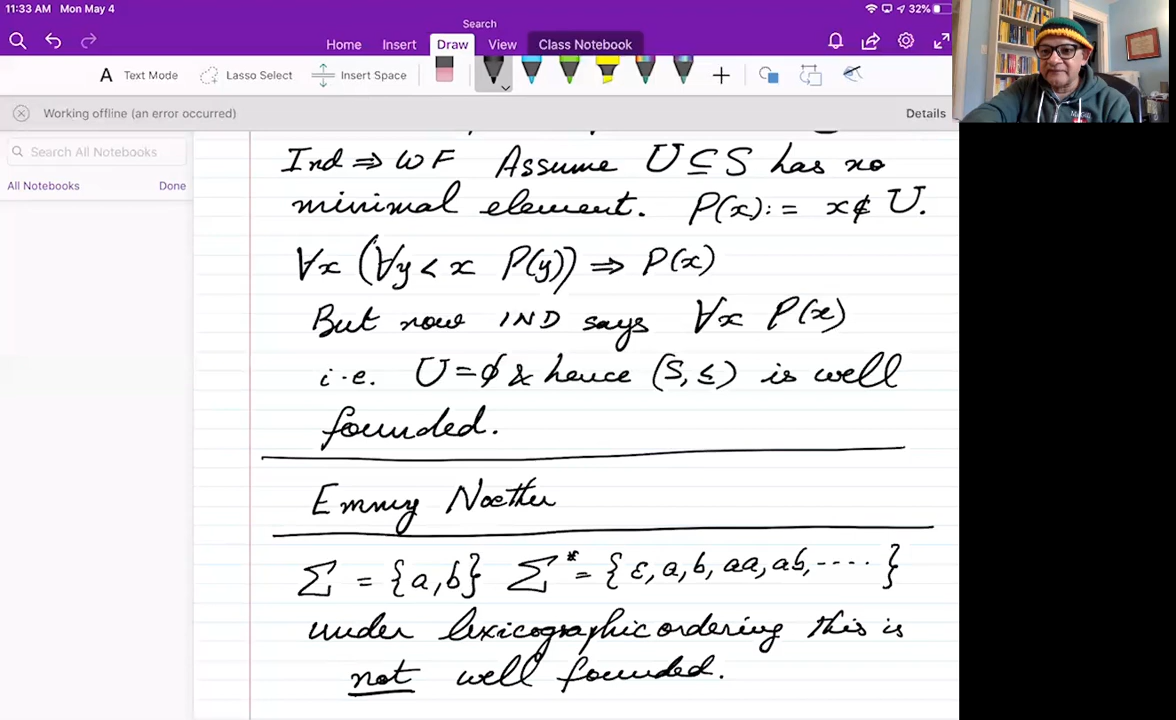 11:33 AM Mon May 4
32%
Search
Home Insert Draw View Class Notebook
Text Mode Lasso Select Insert Space
Working offline (an error occurred) Details
Search All Notebooks
All Notebooks Done
Ind ⇒ WF Assume U ⊆ S has no
minimal element. P(x) := x ∉ U.
∀x (∀y < x P(y)) ⇒ P(x)
But now IND says ∀x P(x)
i.e. U = ∅ & hence (S, ≤) is well
founded.
Emmy Noether
Σ = {a, b} Σ* = {ε, a, b, aa, ab, ....}
under lexicographic ordering this is
not well founded.